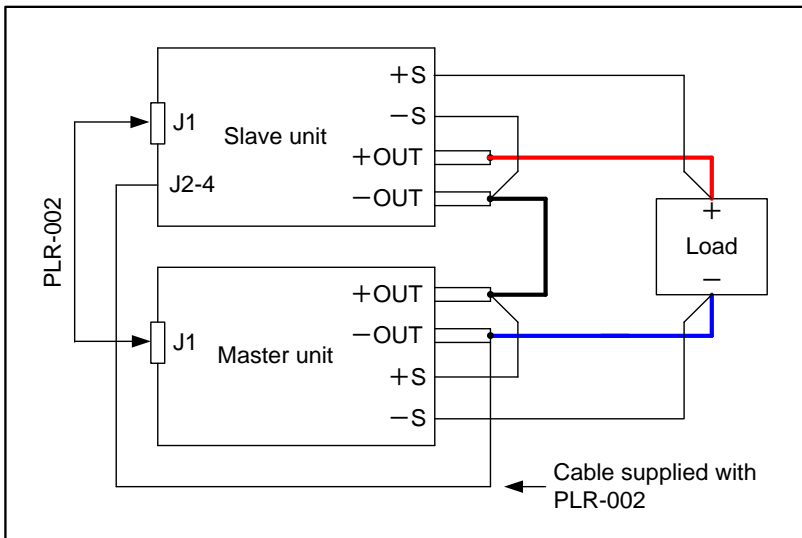 +S
−S
J1
Slave unit
+OUT
J2-4
−OUT
+
Load
−
PLR-002
+OUT
−OUT
J1
Master unit
+S
−S
Cable supplied with
PLR-002